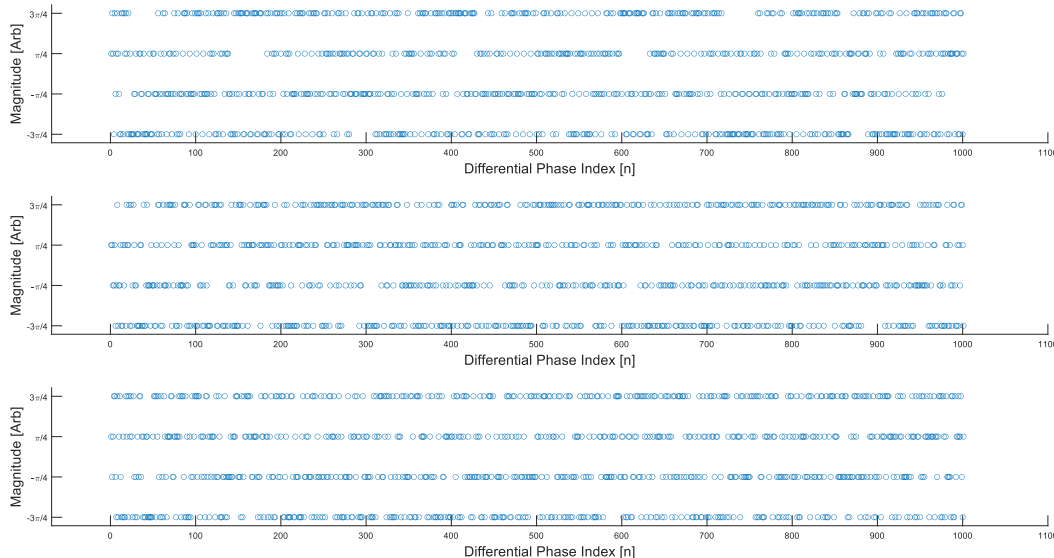 Magnitude [Arb]
3π/4
π/4
-π/4
-3π/4
0 100 200 300 400 500 600 700 800 900 1000 1100
Differential Phase Index [n]
Magnitude [Arb]
3π/4
π/4
-π/4
-3π/4
0 100 200 300 400 500 600 700 800 900 1000 1100
Differential Phase Index [n]
Magnitude [Arb]
3π/4
π/4
-π/4
-3π/4
0 100 200 300 400 500 600 700 800 900 1000 1100
Differential Phase Index [n]